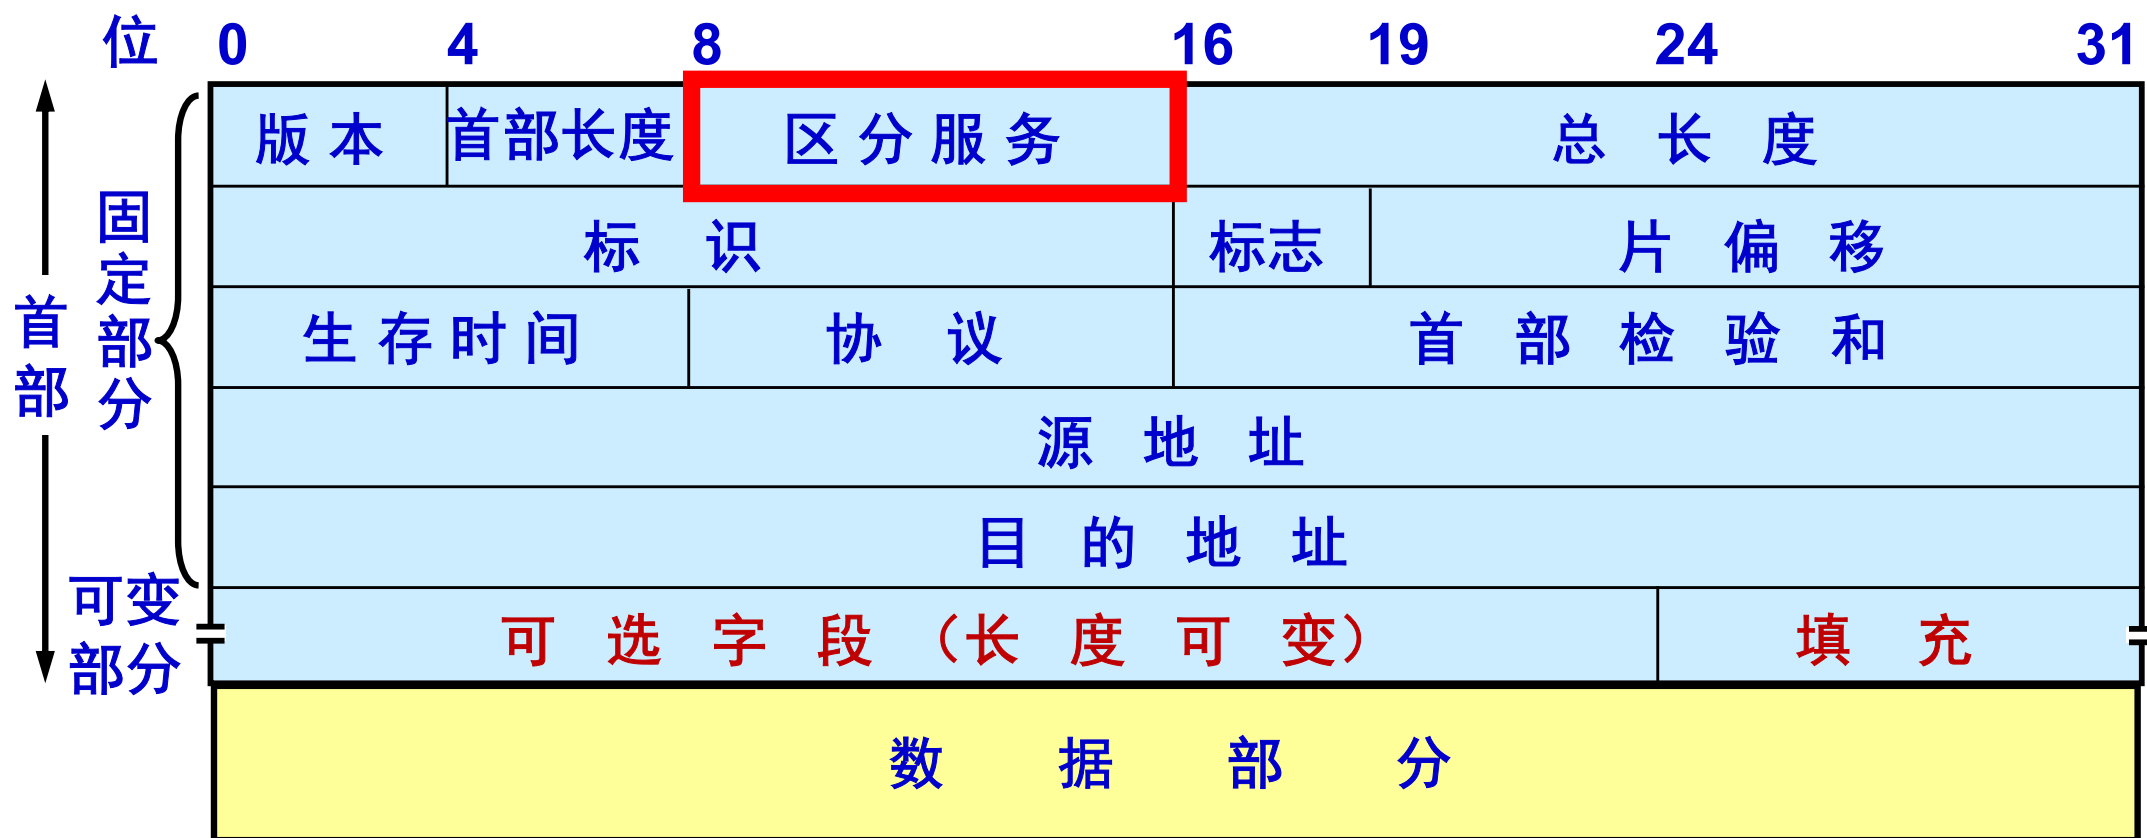 位 0 4 8 16 19 24 31
版本 首部长度 区分服务 总长度
标识 标志 片偏移
生存时间 协议 首部检验和
源地址
目的地址
可选字段（长度可变） 填充
数据部分
首部
固定部分
可变
部分